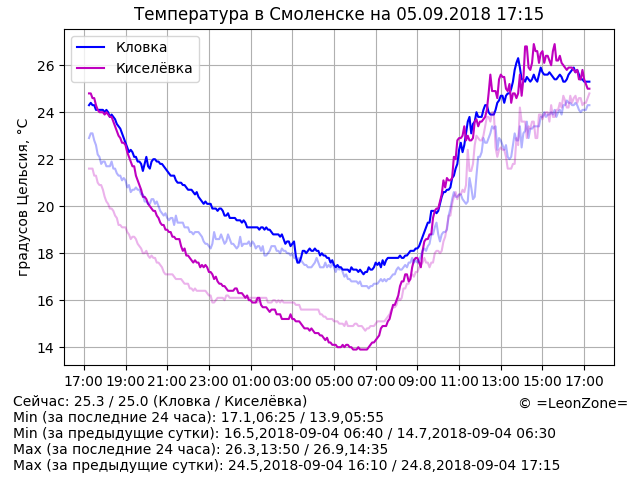 Температура в Смоленске на 05.09.2018 17:15
Кловка
Киселёвка
градусов Цельсия, °C
26
24
22
20
18
16
14
17:00 19:00 21:00 23:00 01:00 03:00 05:00 07:00 09:00 11:00 13:00 15:00 17:00
Сейчас: 25.3 / 25.0 (Кловка / Киселёвка)
© =LeonZone=
Min (за последние 24 часа): 17.1,06:25 / 13.9,05:55
Min (за предыдущие сутки): 16.5,2018-09-04 06:40 / 14.7,2018-09-04 06:30
Max (за последние 24 часа): 26.3,13:50 / 26.9,14:35
Max (за предыдущие сутки): 24.5,2018-09-04 16:10 / 24.8,2018-09-04 17:15